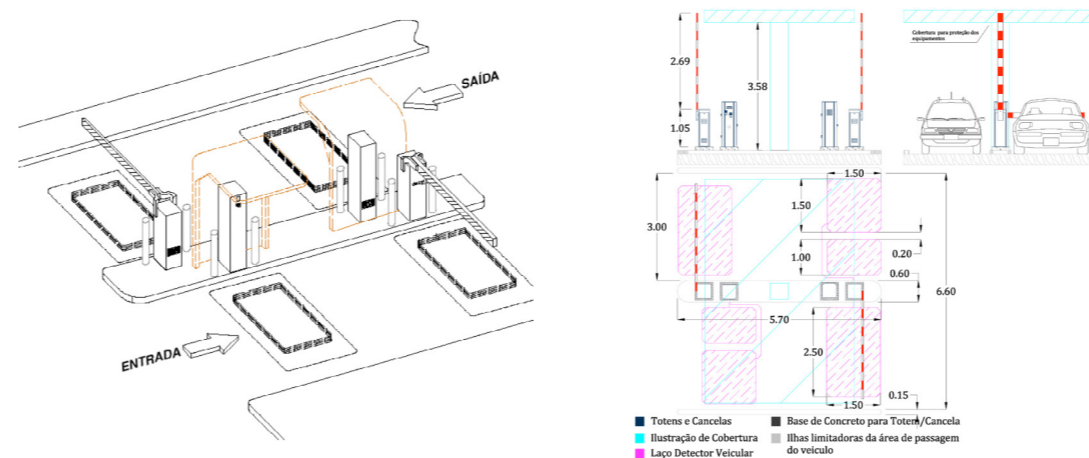 SAÍDA
ENTRADA
Cobertura para proteção dos
equipamentos
2.69
3.58
1.05
1.50
3.00
1.50
0.20
1.00
0.60
6.60
5.70
2.50
0.15
1.50
Totens e Cancelas
Base de Concreto para Totem/Cancela
Ilustração de Cobertura
Ilhas limitadoras da área de passagem
do veiculo
Laço Detector Veicular